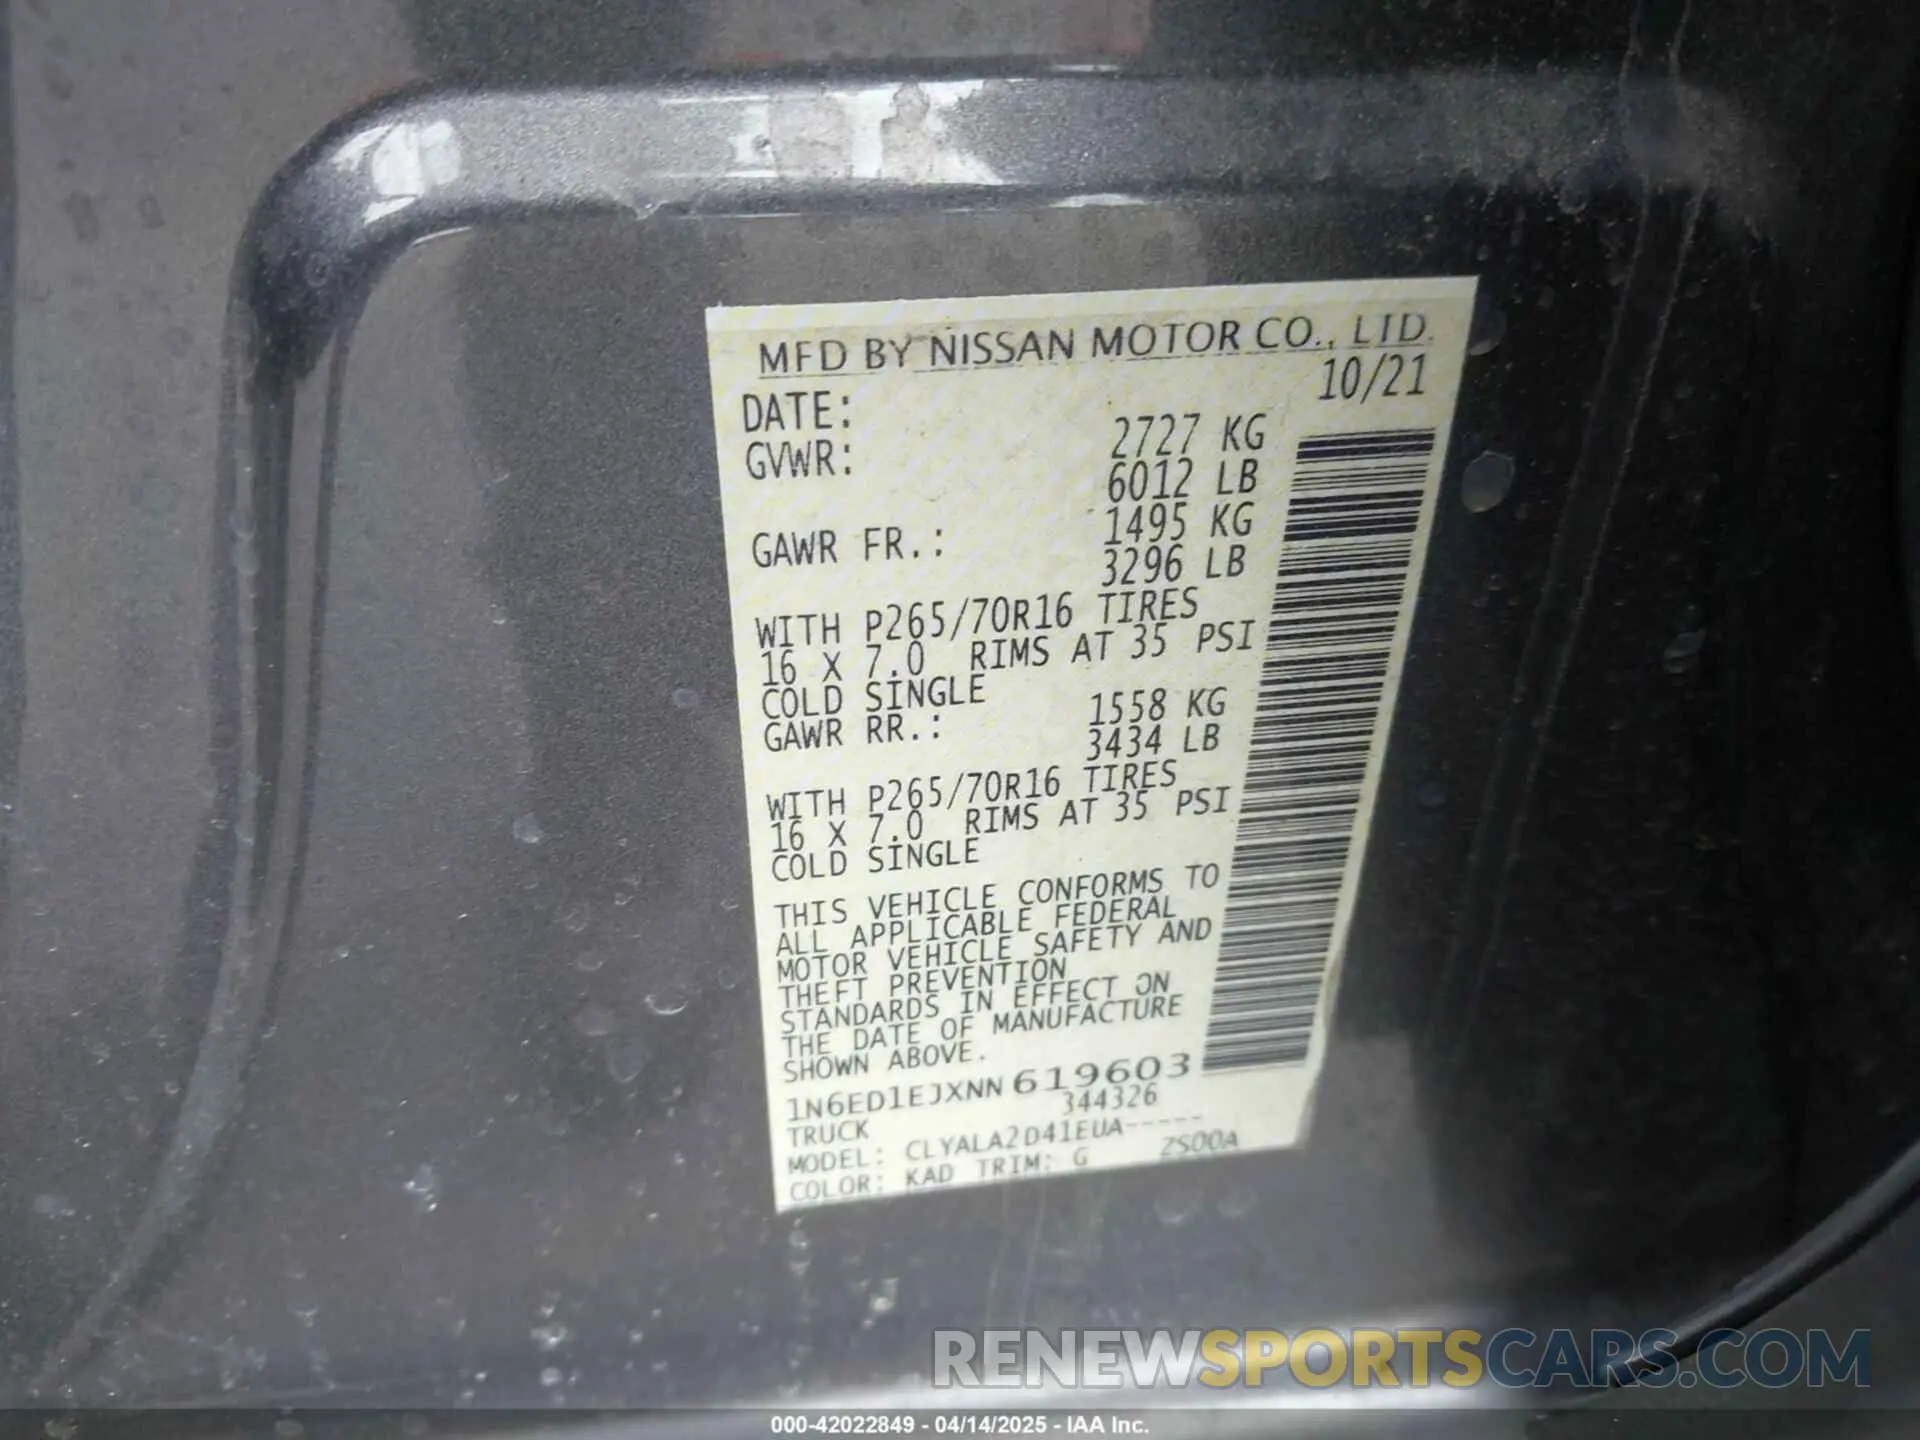 MFD BY NISSAN MOTOR CO., LTD.
DATE: 10/21
GVWR: 2727 KG
6012 LB
GAWR FR.: 1495 KG
3296 LB
WITH P265/70R16 TIRES
16 X 7.0 RIMS AT 35 PSI
COLD SINGLE
GAWR RR.: 1558 KG
3434 LB
WITH P265/70R16 TIRES
16 X 7.0 RIMS AT 35 PSI
COLD SINGLE
THIS VEHICLE CONFORMS TO
ALL APPLICABLE FEDERAL
MOTOR VEHICLE SAFETY AND
THEFT PREVENTION
STANDARDS IN EFFECT ON
THE DATE OF MANUFACTURE
SHOWN ABOVE.
1N6ED1EJXNN619603
TRUCK 344326
MODEL: CLYALA2D41EUA-----
COLOR: KAD TRIM: G ZS00A
RENEWSPORTSCARS.COM
000-42022849 - 04/14/2025 - IAA Inc.